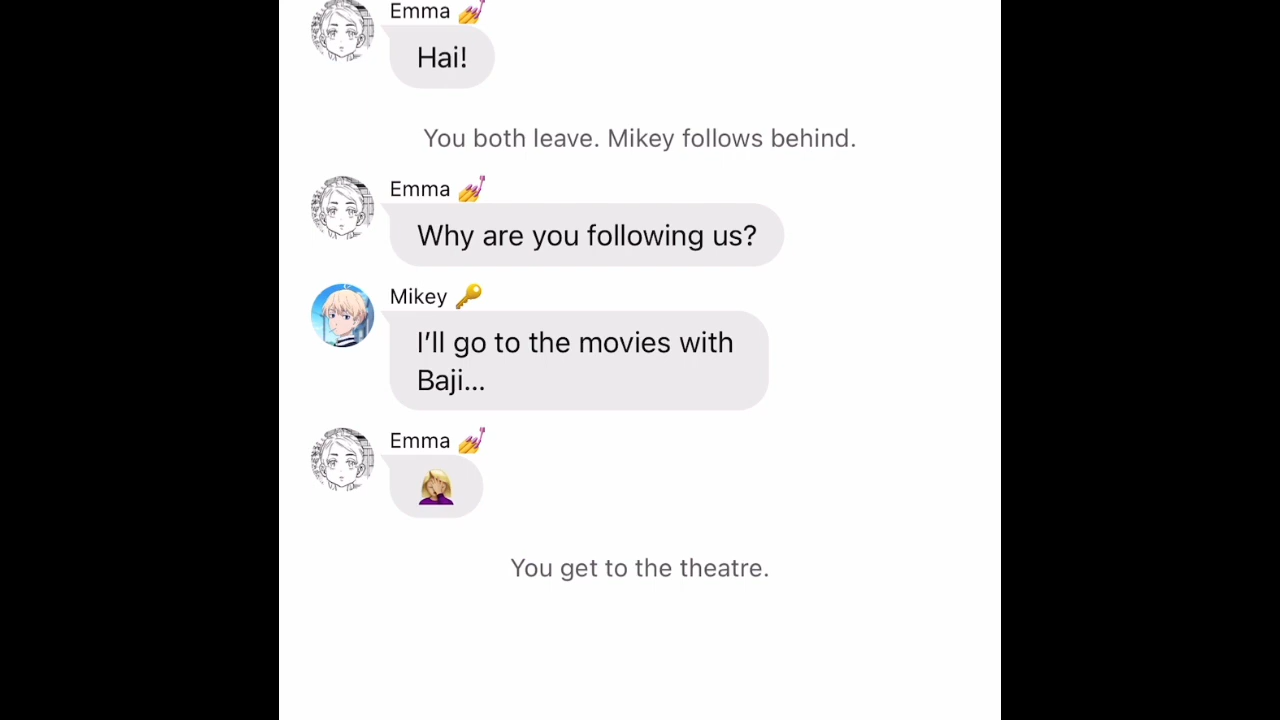 Emma 💅
Hai!
You both leave. Mikey follows behind.
Emma 💅
Why are you following us?
Mikey 🔑
I’ll go to the movies with
Baji...
Emma 💅
🤦🏼‍♀️
You get to the theatre.